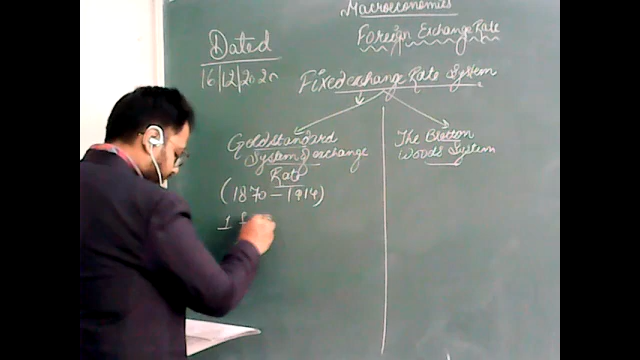 Macroeconomics
Foreign Exchange Rate
Dated
16/12/2020
Fixed exchange Rate System
Gold standard
System of exchange
Rate
(1870 - 1914)
1 £
The Bretton
Woods System